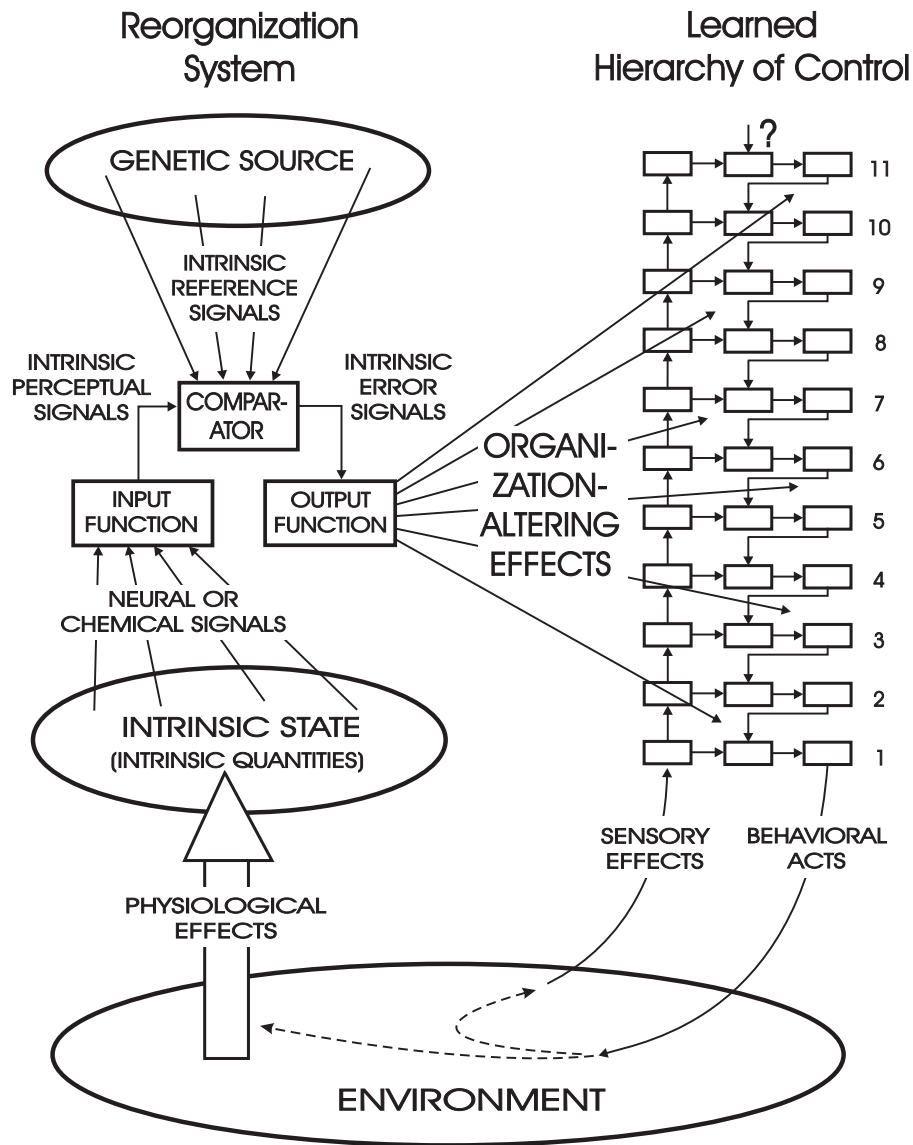 Reorganization
System
Learned
Hierarchy of Control
GENETIC SOURCE
?
11
10
9
8
7
6
5
4
3
2
1
INTRINSIC
REFERENCE
SIGNALS
INTRINSIC
PERCEPTUAL
SIGNALS
COMPAR-
ATOR
INTRINSIC
ERROR
SIGNALS
INPUT
FUNCTION
OUTPUT
FUNCTION
ORGANI-
ZATION-
ALTERING
EFFECTS
NEURAL OR
CHEMICAL SIGNALS
INTRINSIC STATE
(INTRINSIC QUANTITIES)
SENSORY
EFFECTS
BEHAVIORAL
ACTS
PHYSIOLOGICAL
EFFECTS
ENVIRONMENT